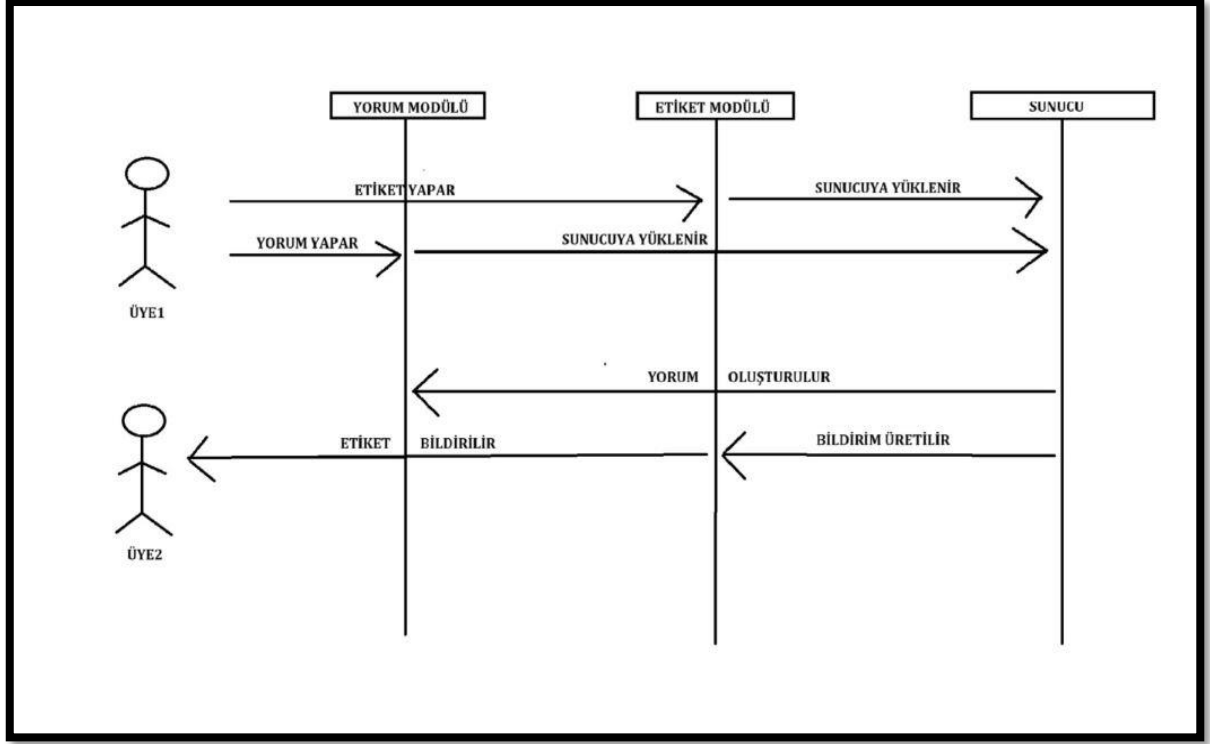 YORUM MODÜLÜ
ETİKET MODÜLÜ
SUNUCU
ETİKET YAPAR
SUNUCUYA YÜKLENİR
YORUM YAPAR
SUNUCUYA YÜKLENİR
ÜYE1
YORUM OLUŞTURULUR
ETİKET BİLDİRİLİR
BİLDİRİM ÜRETİLİR
ÜYE2